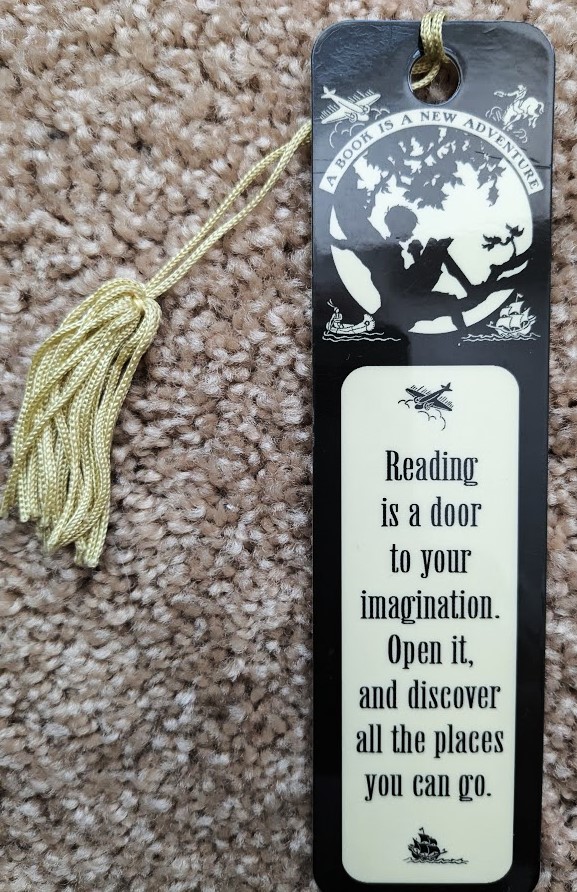 A BOOK IS A NEW ADVENTURE
Reading
is a door
to your
imagination.
Open it,
and discover
all the places
you can go.